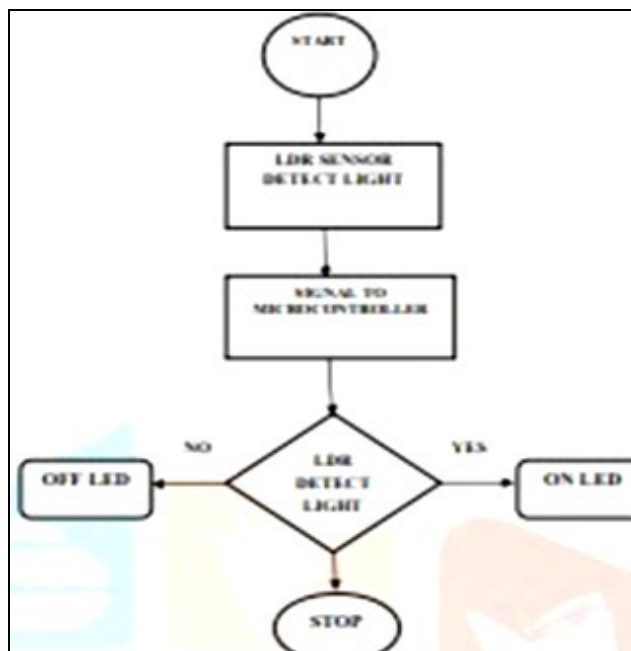 START
LDR SENSOR
DETECT LIGHT
SIGNAL TO
MICROCONTROLLER
NO
YES
OFF LED
LDR
DETECT
LIGHT
ON LED
STOP